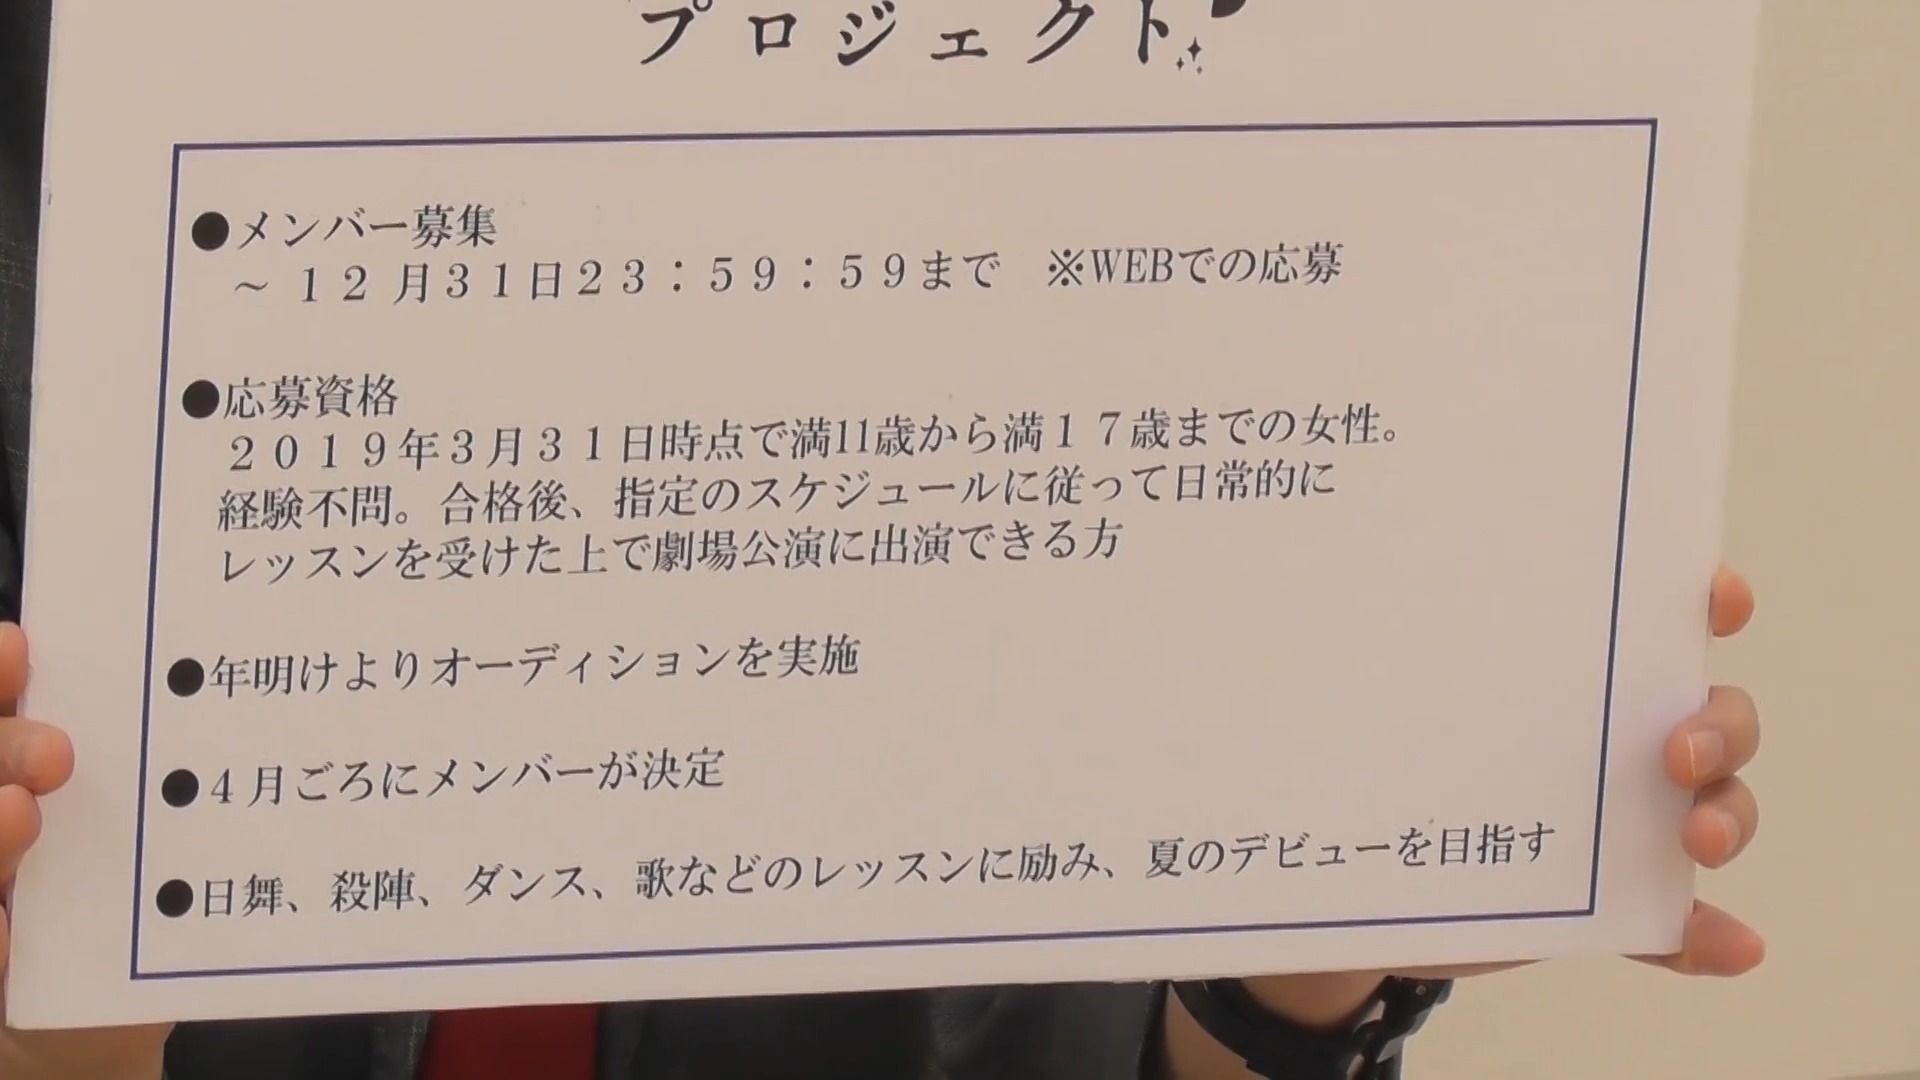 プロジェクト
●メンバー募集
～１２月３１日２３：５９：５９まで　※WEBでの応募
●応募資格
２０１９年３月３１日時点で満11歳から満１７歳までの女性。
経験不問。合格後、指定のスケジュールに従って日常的に
レッスンを受けた上で劇場公演に出演できる方
●年明けよりオーディションを実施
●４月ごろにメンバーが決定
●日舞、殺陣、ダンス、歌などのレッスンに励み、夏のデビューを目指す